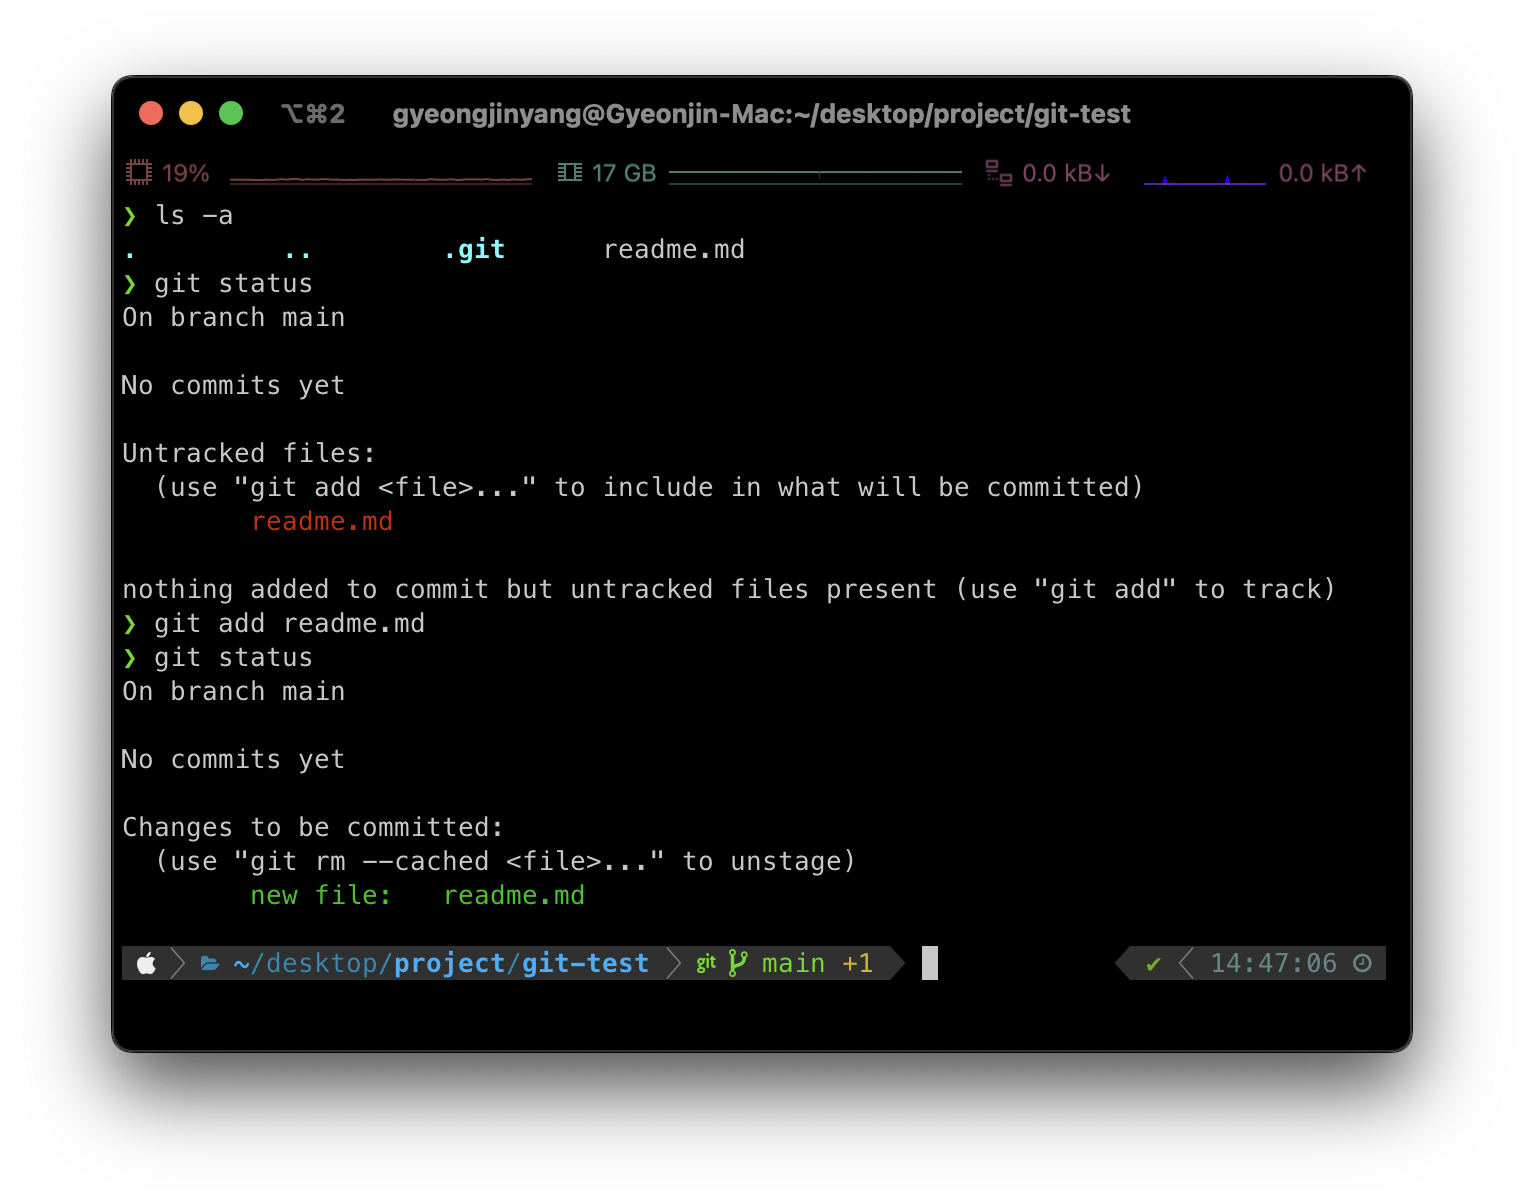 ⌥⌘2 gyeongjinyang@Gyeonjin-Mac:~/desktop/project/git-test
19% 17 GB 0.0 kB↓ 0.0 kB↑
❯ ls -a
. .. .git readme.md
❯ git status
On branch main
No commits yet
Untracked files:
(use "git add <file>..." to include in what will be committed)
readme.md
nothing added to commit but untracked files present (use "git add" to track)
❯ git add readme.md
❯ git status
On branch main
No commits yet
Changes to be committed:
(use "git rm --cached <file>..." to unstage)
new file: readme.md
~/desktop/project/git-test git main +1 ✔ 14:47:06